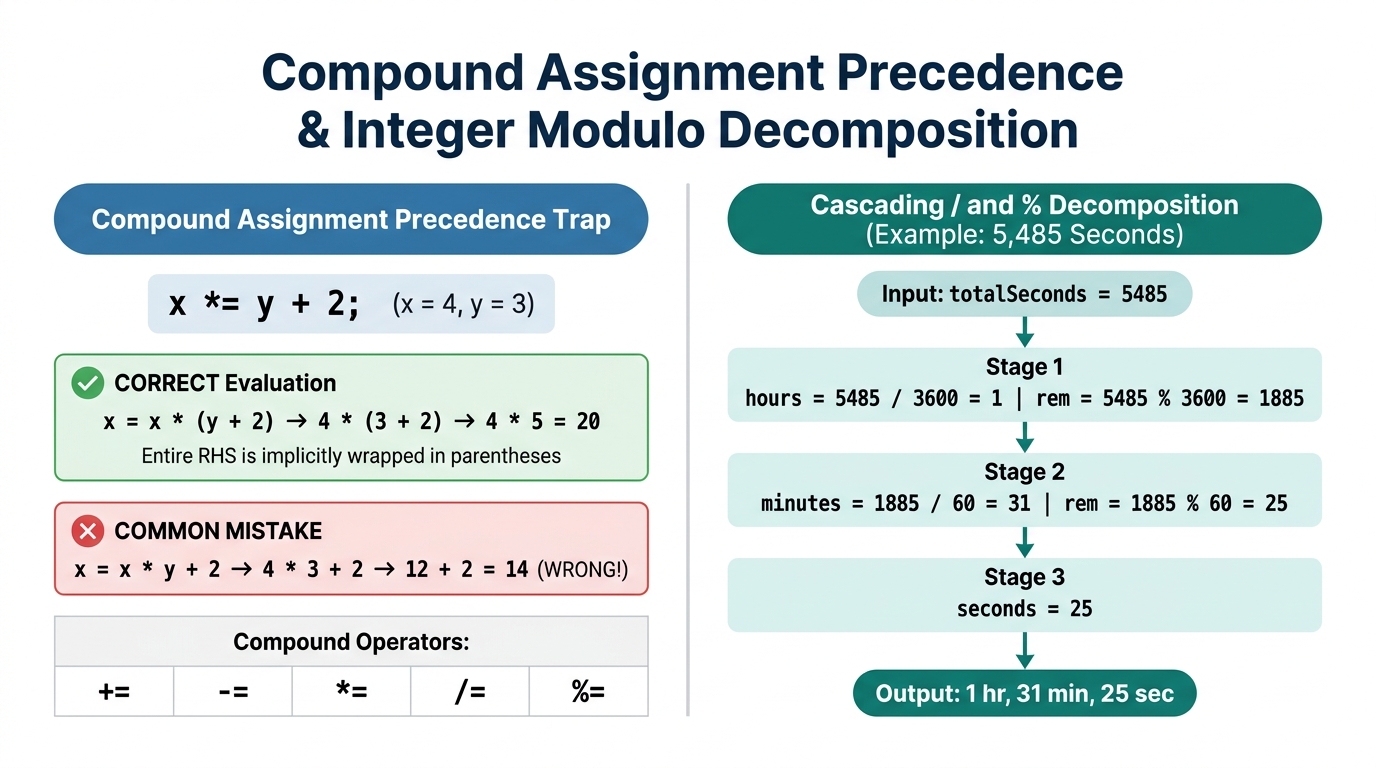 Compound Assignment Precedence
& Integer Modulo Decomposition
Compound Assignment Precedence Trap
x *= y + 2; (x = 4, y = 3)
CORRECT Evaluation
x = x * (y + 2) → 4 * (3 + 2) → 4 * 5 = 20
Entire RHS is implicitly wrapped in parentheses
COMMON MISTAKE
x = x * y + 2 → 4 * 3 + 2 → 12 + 2 = 14 (WRONG!)
Compound Operators:
+= -= *= /= %=
Cascading / and % Decomposition
(Example: 5,485 Seconds)
Input: totalSeconds = 5485
Stage 1
hours = 5485 / 3600 = 1 | rem = 5485 % 3600 = 1885
Stage 2
minutes = 1885 / 60 = 31 | rem = 1885 % 60 = 25
Stage 3
seconds = 25
Output: 1 hr, 31 min, 25 sec